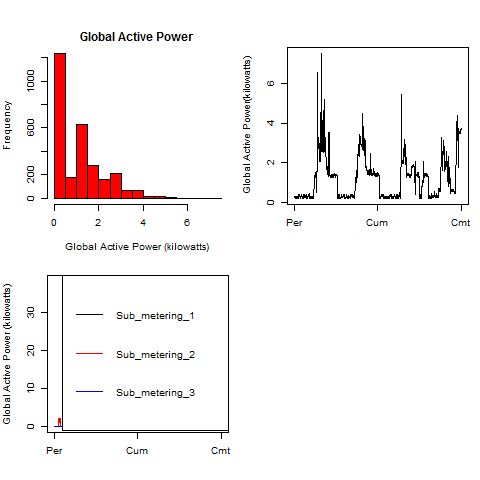 Global Active Power
Frequency
0 200 600 1000
0 2 4 6
Global Active Power (kilowatts)
Global Active Power(kilowatts)
0 2 4 6
Per Cum Cmt
Global Active Power (kilowatts)
0 10 20 30
Sub_metering_1
Sub_metering_2
Sub_metering_3
Per Cum Cmt